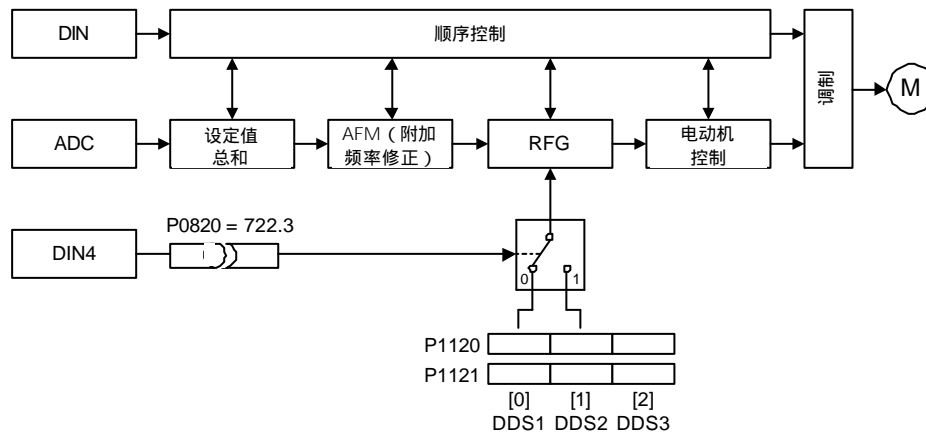 DIN
顺序控制
调制
M
ADC
设定值
总和
AFM（附加
频率修正）
RFG
电动机
控制
P0820 = 722.3
DIN4
0
1
P1120
P1121
[0]
[1]
[2]
DDS1
DDS2
DDS3